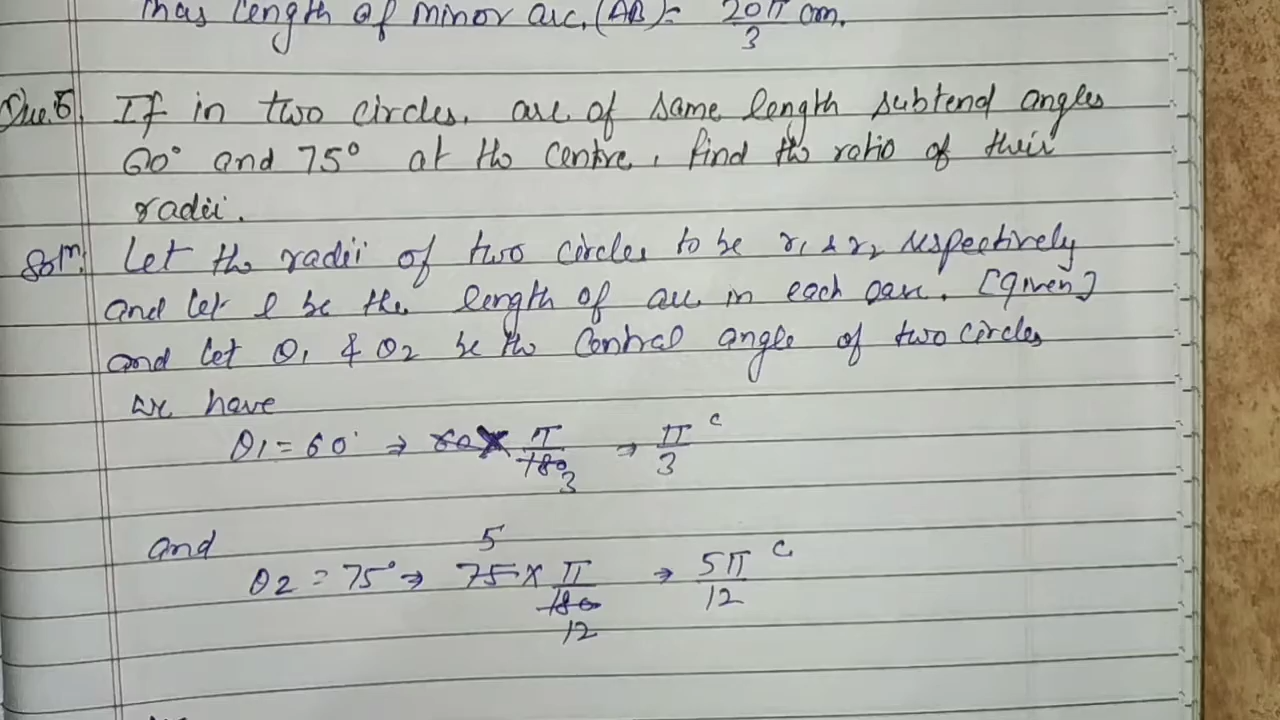 Thus length of minor arc (AB) = 20π/3 cm.
Que.5 If in two circles, arc of same length subtend angles
60° and 75° at the centre, find the ratio of their
radii.
Solⁿ: Let the radii of two circles to be r₁ & r₂ respectively
and let l be the length of arc in each case. [given]
and let θ₁ & θ₂ be the central angle of two circles
we have
θ1 = 60° → 60 × π/180 3 → π/3 c
and
5
θ2 = 75° → 75 × π/180 → 5π/12 c
12